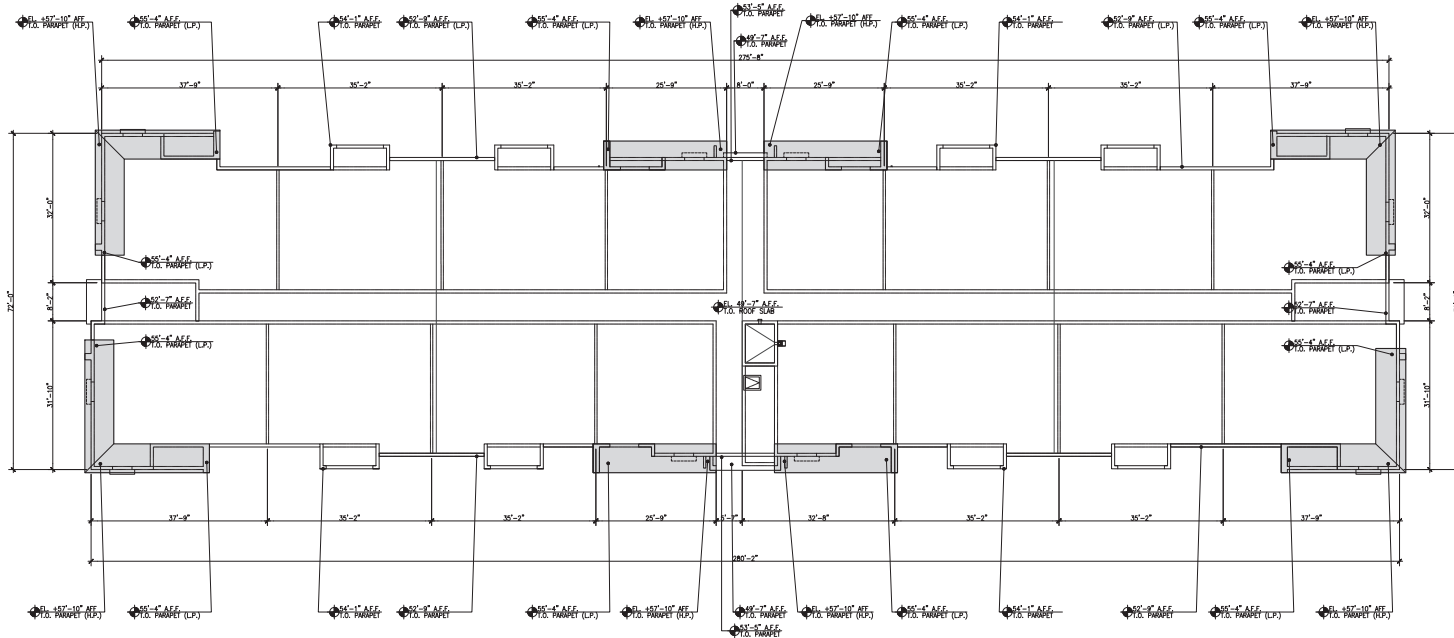 53'-5" A.F.F.
T.O. PARAPET
EL. +57'-10" AFF
T.O. PARAPET (H.P.)
55'-4" A.F.F.
T.O. PARAPET (L.P.)
54'-1" A.F.F.
T.O. PARAPET
52'-9" A.F.F.
T.O. PARAPET (L.P.)
55'-4" A.F.F.
T.O. PARAPET (L.P.)
EL. +57'-10" AFF
T.O. PARAPET (H.P.)
EL. +57'-10" AFF
T.O. PARAPET (H.P.)
55'-4" A.F.F.
T.O. PARAPET (L.P.)
54'-1" A.F.F.
T.O. PARAPET
52'-9" A.F.F.
T.O. PARAPET (L.P.)
55'-4" A.F.F.
T.O. PARAPET (L.P.)
EL. +57'-10" AFF
T.O. PARAPET (H.P.)
49'-7" A.F.F.
T.O. PARAPET
275'-8"
37'-9"
35'-2"
35'-2"
25'-9"
8'-0"
25'-9"
35'-2"
35'-2"
37'-9"
32'-0"
32'-0"
55'-4" A.F.F.
T.O. PARAPET (L.P.)
55'-4" A.F.F.
T.O. PARAPET (L.P.)
72'-0"
8'-2"
52'-7" A.F.F.
T.O. PARAPET (L.P.)
EL. 49'-7" A.F.F.
T.O. ROOF SLAB
52'-7" A.F.F.
T.O. PARAPET (L.P.)
8'-2"
55'-4" A.F.F.
T.O. PARAPET (L.P.)
55'-4" A.F.F.
T.O. PARAPET (L.P.)
31'-10"
31'-10"
37'-9"
35'-2"
35'-2"
25'-9"
5'-7"
32'-8"
35'-2"
35'-2"
37'-9"
280'-2"
EL. +57'-10" AFF
T.O. PARAPET (H.P.)
55'-4" A.F.F.
T.O. PARAPET (L.P.)
54'-1" A.F.F.
T.O. PARAPET
52'-9" A.F.F.
T.O. PARAPET
55'-4" A.F.F.
T.O. PARAPET (L.P.)
EL. +57'-10" AFF
T.O. PARAPET (H.P.)
49'-7" A.F.F.
T.O. PARAPET
EL. +57'-10" AFF
T.O. PARAPET (H.P.)
55'-4" A.F.F.
T.O. PARAPET (L.P.)
54'-1" A.F.F.
T.O. PARAPET
52'-9" A.F.F.
T.O. PARAPET
55'-4" A.F.F.
T.O. PARAPET (L.P.)
EL. +57'-10" AFF
T.O. PARAPET (H.P.)
53'-5" A.F.F.
T.O. PARAPET